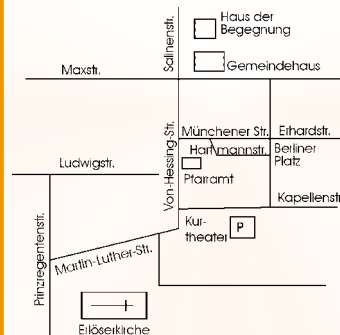 Salinenstr.
Haus der
Begegnung
Gemeindehaus
Maxstr.
Von-Hessing-Str.
Münchener Str.
Erhardstr.
Hartmannstr.
Berliner
Platz
Ludwigstr.
Pfarramt
Kapellenstr
Kur-
theater
P
Prinzregentenstr.
Martin-Luther-Str.
Erlöserkirche